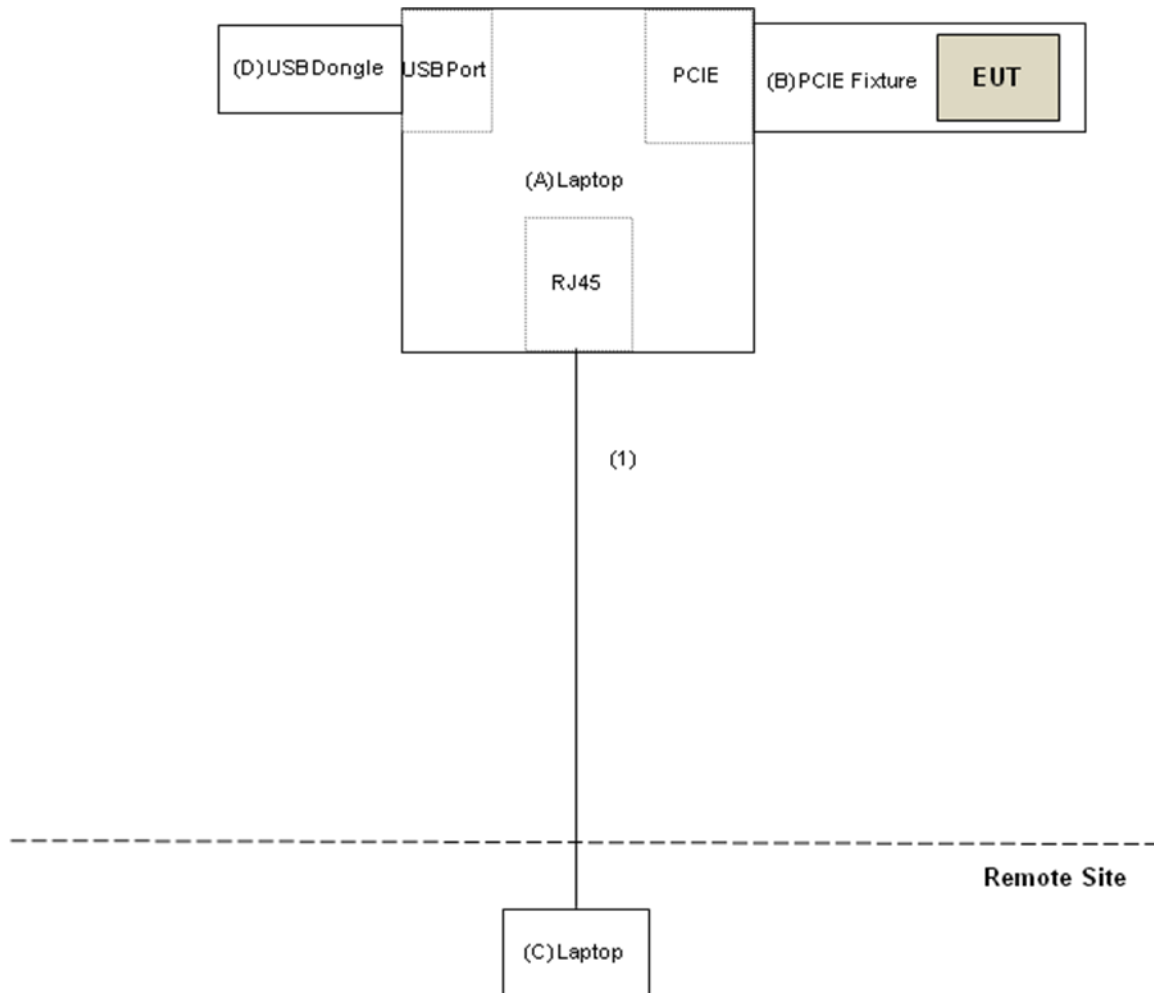 (D)USB Dongle
USB Port
PCIE
(B)PCIE Fixture
EUT
(A)Laptop
RJ45
(1)
Remote Site
(C)Laptop